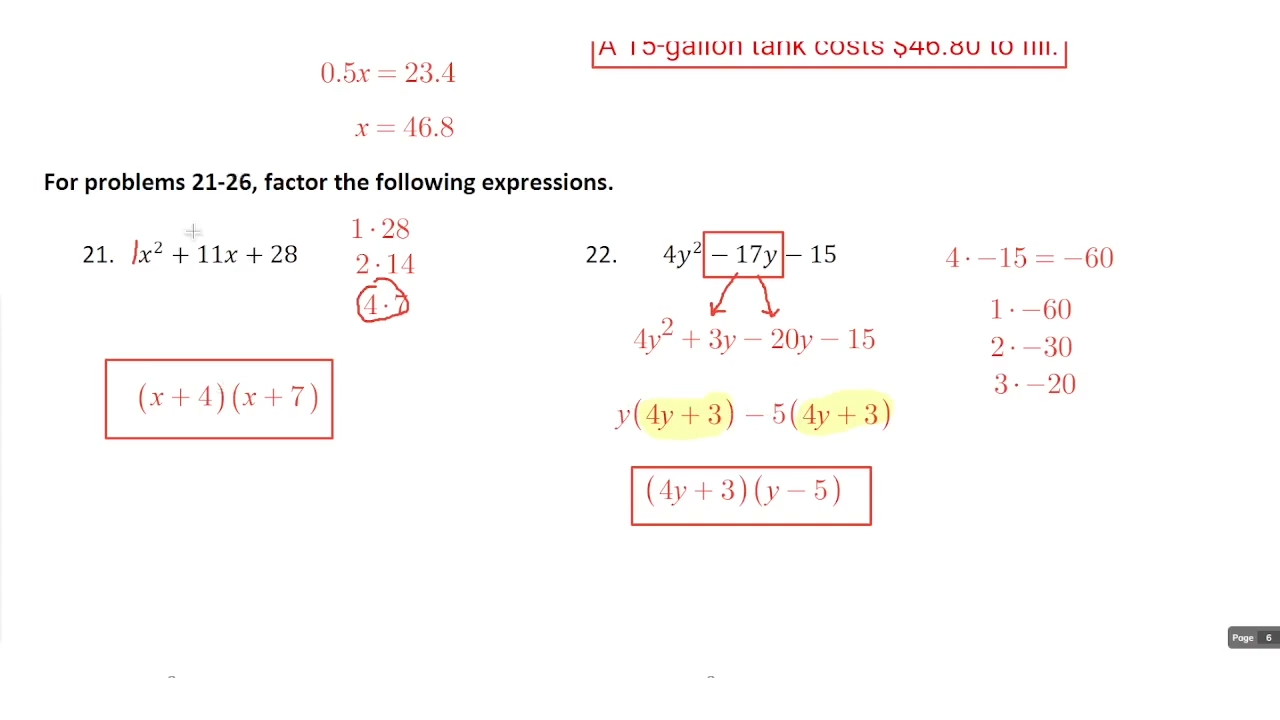 A 15-gallon tank costs $46.80 to fill.
0.5x = 23.4
x = 46.8
For problems 21-26, factor the following expressions.
21. 1x² + 11x + 28
1 · 28
2 · 14
4 · 7
(x + 4)(x + 7)
22. 4y² − 17y − 15
4y² + 3y − 20y − 15
y(4y + 3) − 5(4y + 3)
(4y + 3)(y − 5)
4 · −15 = −60
1 · −60
2 · −30
3 · −20
Page 6